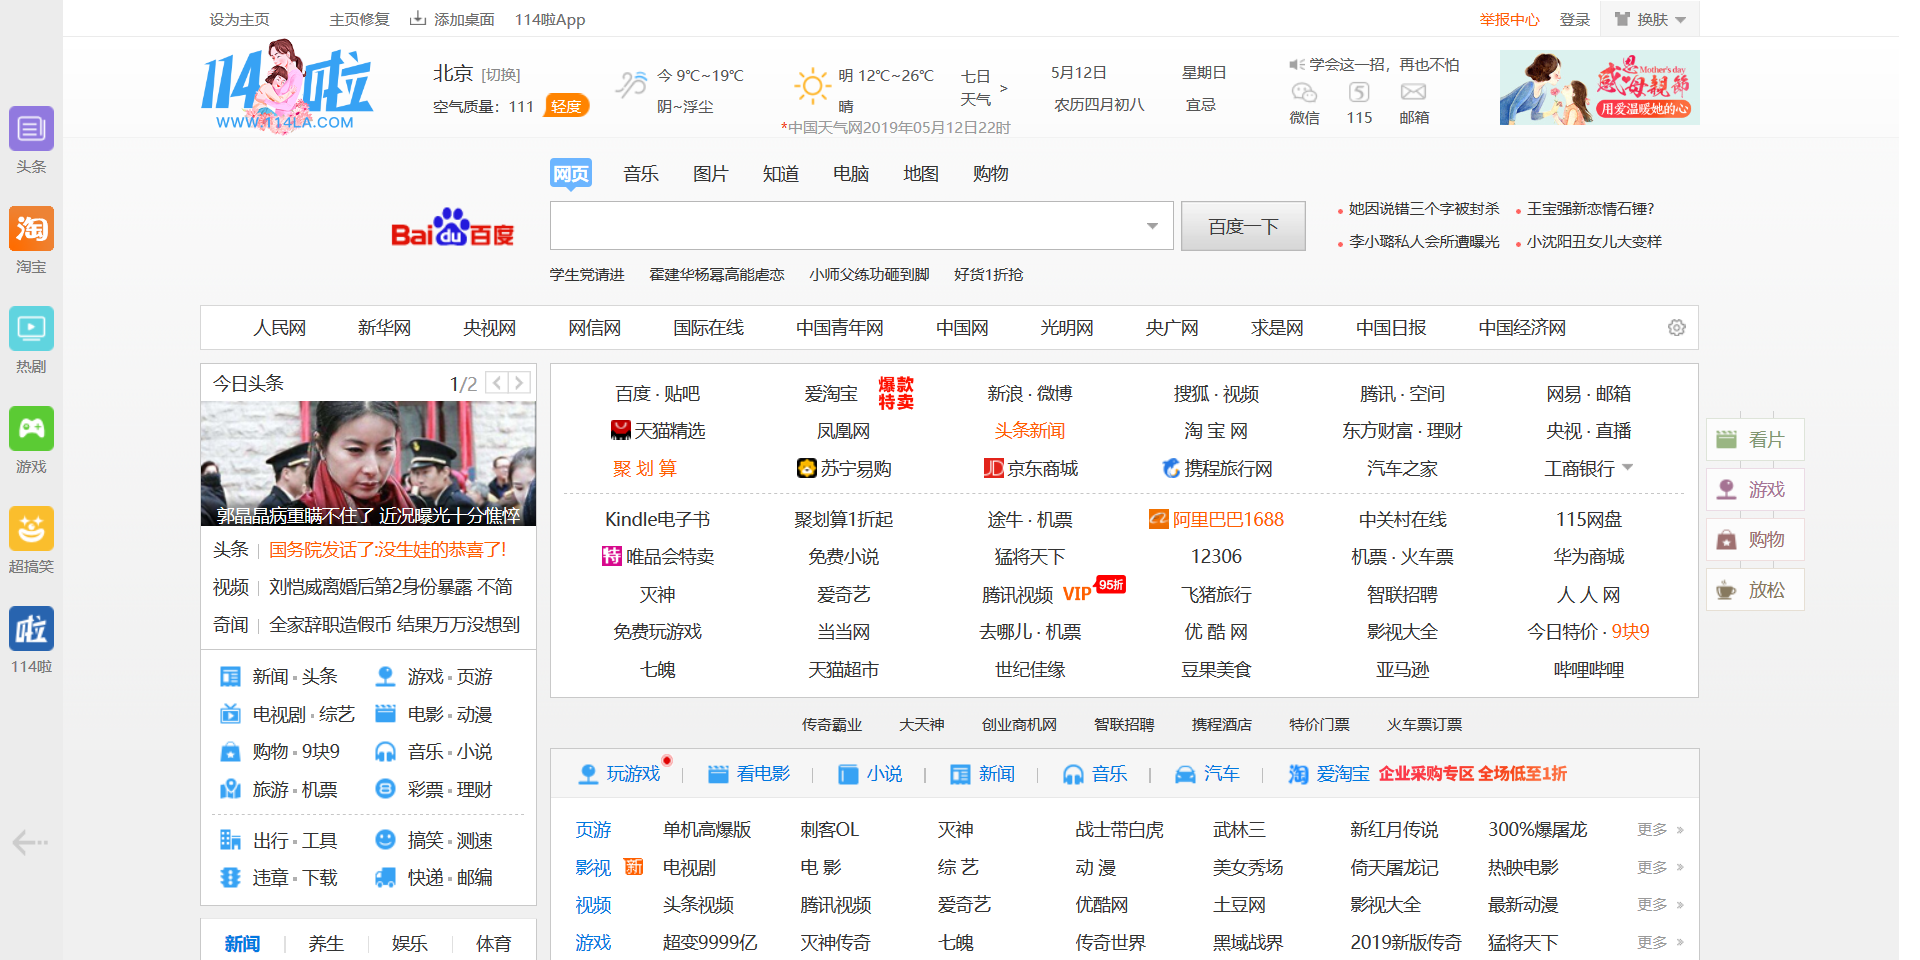 设为主页 主页修复 添加桌面 114啦App 举报中心 登录 换肤
114啦 WWW.114LA.COM
北京 [切换] 今 9℃~19℃ 明 12℃~26℃ 七日天气 > 5月12日 星期日 学会这一招，再也不怕
空气质量：111 轻度 阴~浮尘 晴 农历四月初八 宜忌 微信 115 邮箱
*中国天气网2019年05月12日22时
Mother's day 感恩母親節 用爱温暖她的心
头条
淘宝
热剧
游戏
超搞笑
114啦
网页 音乐 图片 知道 电脑 地图 购物
Baidu百度 百度一下
她因说错三个字被封杀 王宝强新恋情石锤?
李小璐私人会所遭曝光 小沈阳丑女儿大变样
学生党请进 霍建华杨幂高能虐恋 小师父练功砸到脚 好货1折抢
人民网 新华网 央视网 网信网 国际在线 中国青年网 中国网 光明网 央广网 求是网 中国日报 中国经济网
今日头条 1/2
郭晶晶病重瞒不住了 近况曝光十分憔悴
头条 国务院发话了:没生娃的恭喜了!
视频 刘恺威离婚后第2身份暴露 不简
奇闻 全家辞职造假币 结果万万没想到
新闻 · 头条 游戏 · 页游
电视剧 · 综艺 电影 · 动漫
购物 · 9块9 音乐 · 小说
旅游 · 机票 彩票 · 理财
出行 · 工具 搞笑 · 测速
违章 · 下载 快递 · 邮编
新闻 养生 娱乐 体育
百度 · 贴吧 爱淘宝 爆款特卖 新浪 · 微博 搜狐 · 视频 腾讯 · 空间 网易 · 邮箱
天猫精选 凤凰网 头条新闻 淘 宝 网 东方财富 · 理财 央视 · 直播
聚 划 算 苏宁易购 京东商城 携程旅行网 汽车之家 工商银行
Kindle电子书 聚划算1折起 途牛 · 机票 阿里巴巴1688 中关村在线 115网盘
特 唯品会特卖 免费小说 猛将天下 12306 机票 · 火车票 华为商城
灭神 爱奇艺 腾讯视频 VIP 95折 飞猪旅行 智联招聘 人 人 网
免费玩游戏 当当网 去哪儿 · 机票 优 酷 网 影视大全 今日特价 · 9块9
七魄 天猫超市 世纪佳缘 豆果美食 亚马逊 哔哩哔哩
传奇霸业 大天神 创业商机网 智联招聘 携程酒店 特价门票 火车票订票
玩游戏 看电影 小说 新闻 音乐 汽车 爱淘宝 企业采购专区 全场低至1折
页游 单机高爆版 刺客OL 灭神 战士带白虎 武林三 新红月传说 300%爆屠龙 更多 »
影视 新 电视剧 电 影 综 艺 动 漫 美女秀场 倚天屠龙记 热映电影 更多 »
视频 头条视频 腾讯视频 爱奇艺 优酷网 土豆网 影视大全 最新动漫 更多 »
游戏 超变9999亿 灭神传奇 七魄 传奇世界 黑域战界 2019新版传奇 猛将天下 更多 »
看片
游戏
购物
放松